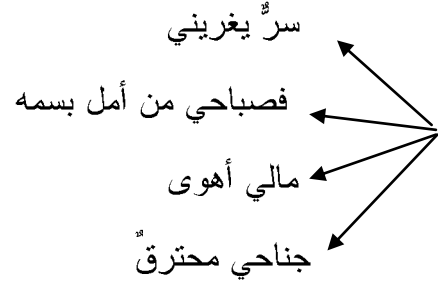 سرٌّ يغريني
فصباحي من أمل بسمه
مالي أهوى
جناحي محترقٌ